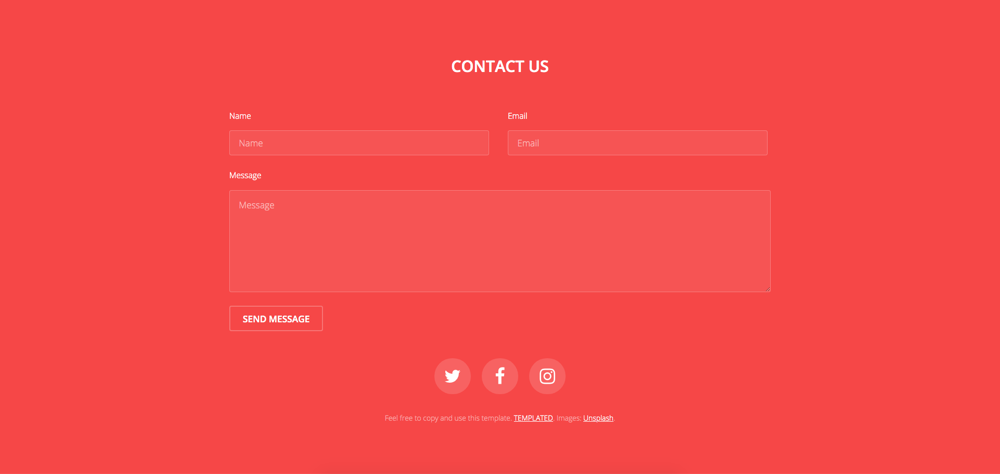 CONTACT US
Name Email
Name Email
Message
Message
SEND MESSAGE
Feel free to copy and use this template. TEMPLATED. Images: Unsplash.